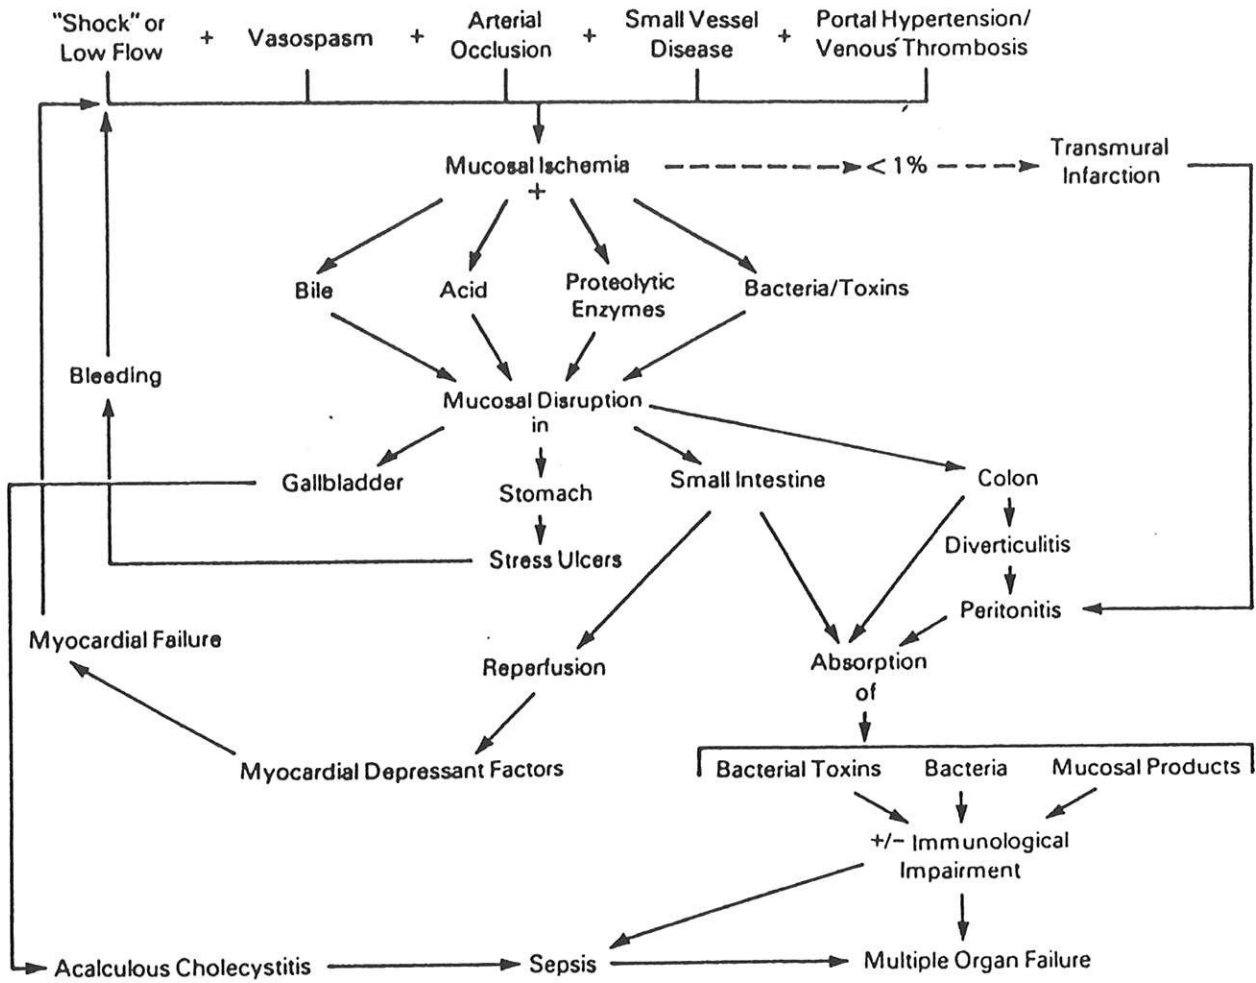 "Shock" or
Low Flow
+
Vasospasm
+
Arterial
Occlusion
+
Small Vessel
Disease
+
Portal Hypertension/
Venous Thrombosis
Mucosal Ischemia
+
< 1%
Transmural
Infarction
Bile
Acid
Proteolytic
Enzymes
Bacteria/Toxins
Bleeding
Mucosal Disruption
in
Gallbladder
Stomach
Small Intestine
Colon
Stress Ulcers
Diverticulitis
Peritonitis
Myocardial Failure
Reperfusion
Absorption
of
Myocardial Depressant Factors
Bacterial Toxins
Bacteria
Mucosal Products
+/- Immunological
Impairment
Acalculous Cholecystitis
Sepsis
Multiple Organ Failure